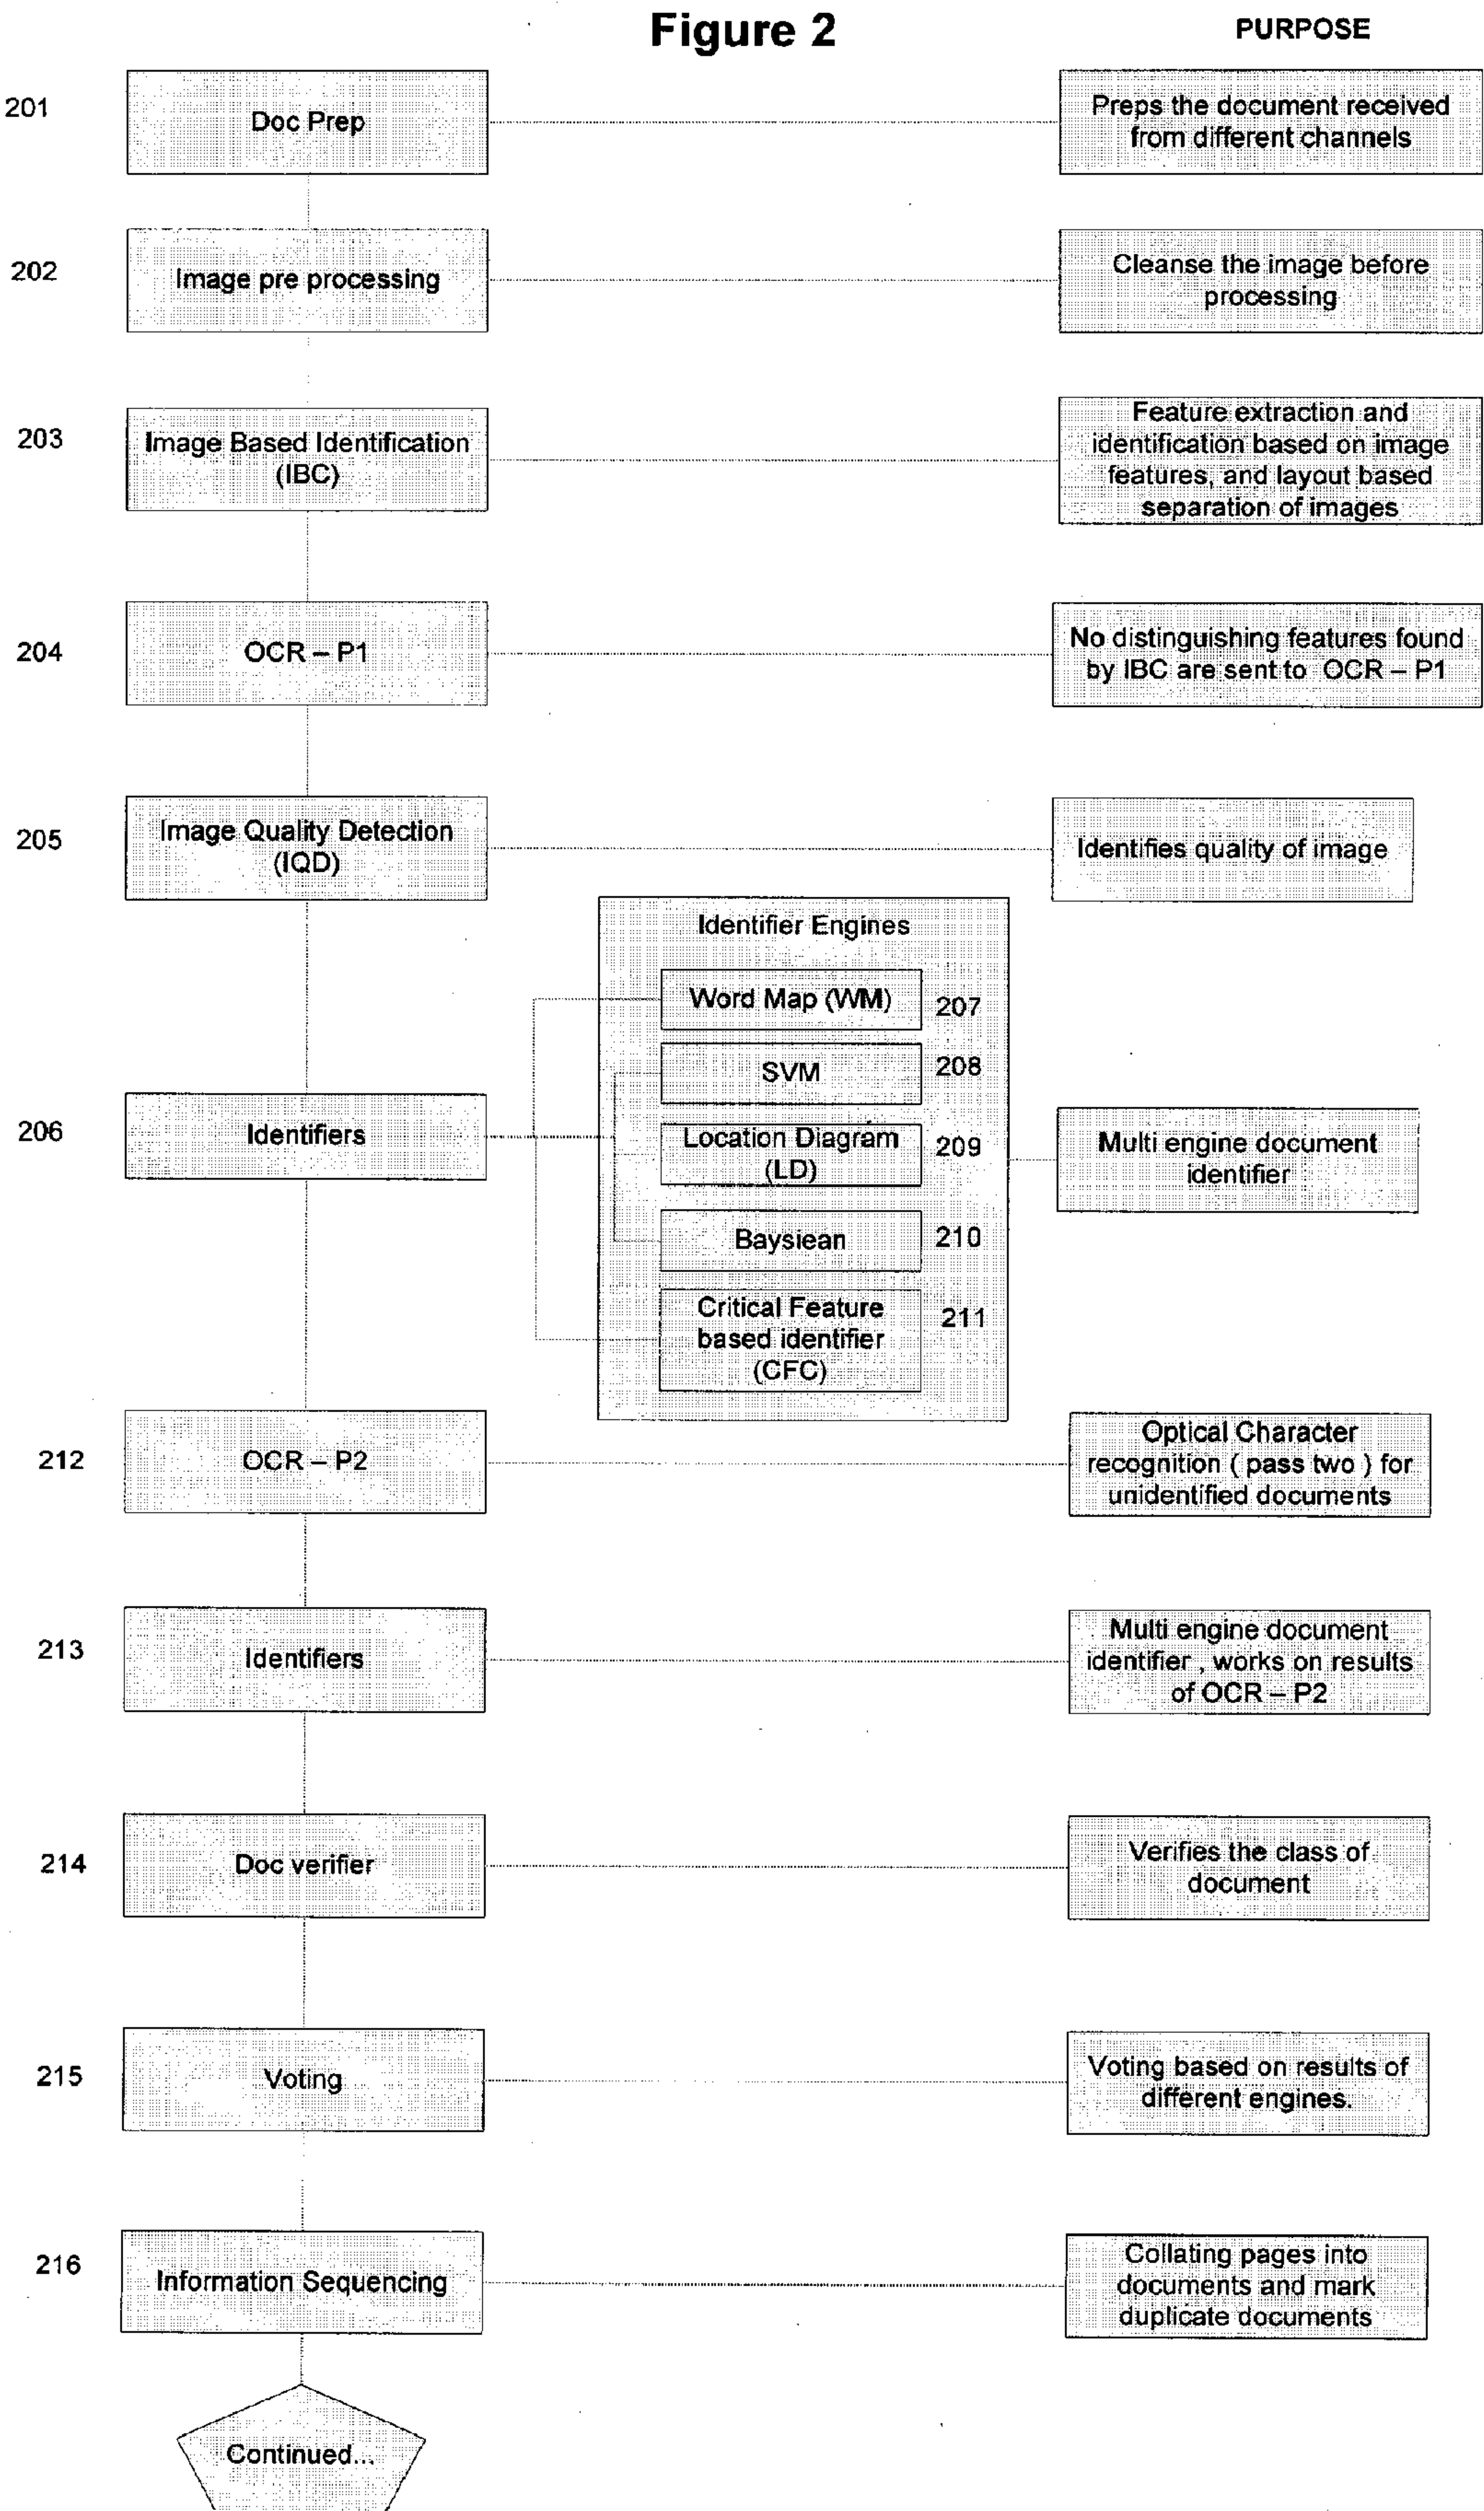 Figure 2
PURPOSE
201
Doc Prep
Preps the document received
from different channels
202
Image pre processing
Cleanse the image before
processing
203
Image Based Identification
(IBC)
Feature extraction and
identification based on image
features, and layout based
separation of images
204
OCR – P1
No distinguishing features found
by IBC are sent to OCR – P1
205
Image Quality Detection
(IQD)
Identifies quality of image
206
Identifiers
Identifier Engines
Word Map (WM)
207
SVM
208
Location Diagram
(LD)
209
Baysiean
210
Critical Feature
based identifier
(CFC)
211
Multi engine document
identifier
212
OCR – P2
Optical Character
recognition ( pass two ) for
unidentified documents
213
Identifiers
Multi engine document
identifier , works on results
of OCR – P2
214
Doc verifier
Verifies the class of
document
215
Voting
Voting based on results of
different engines.
216
Information Sequencing
Collating pages into
documents and mark
duplicate documents
Continued...